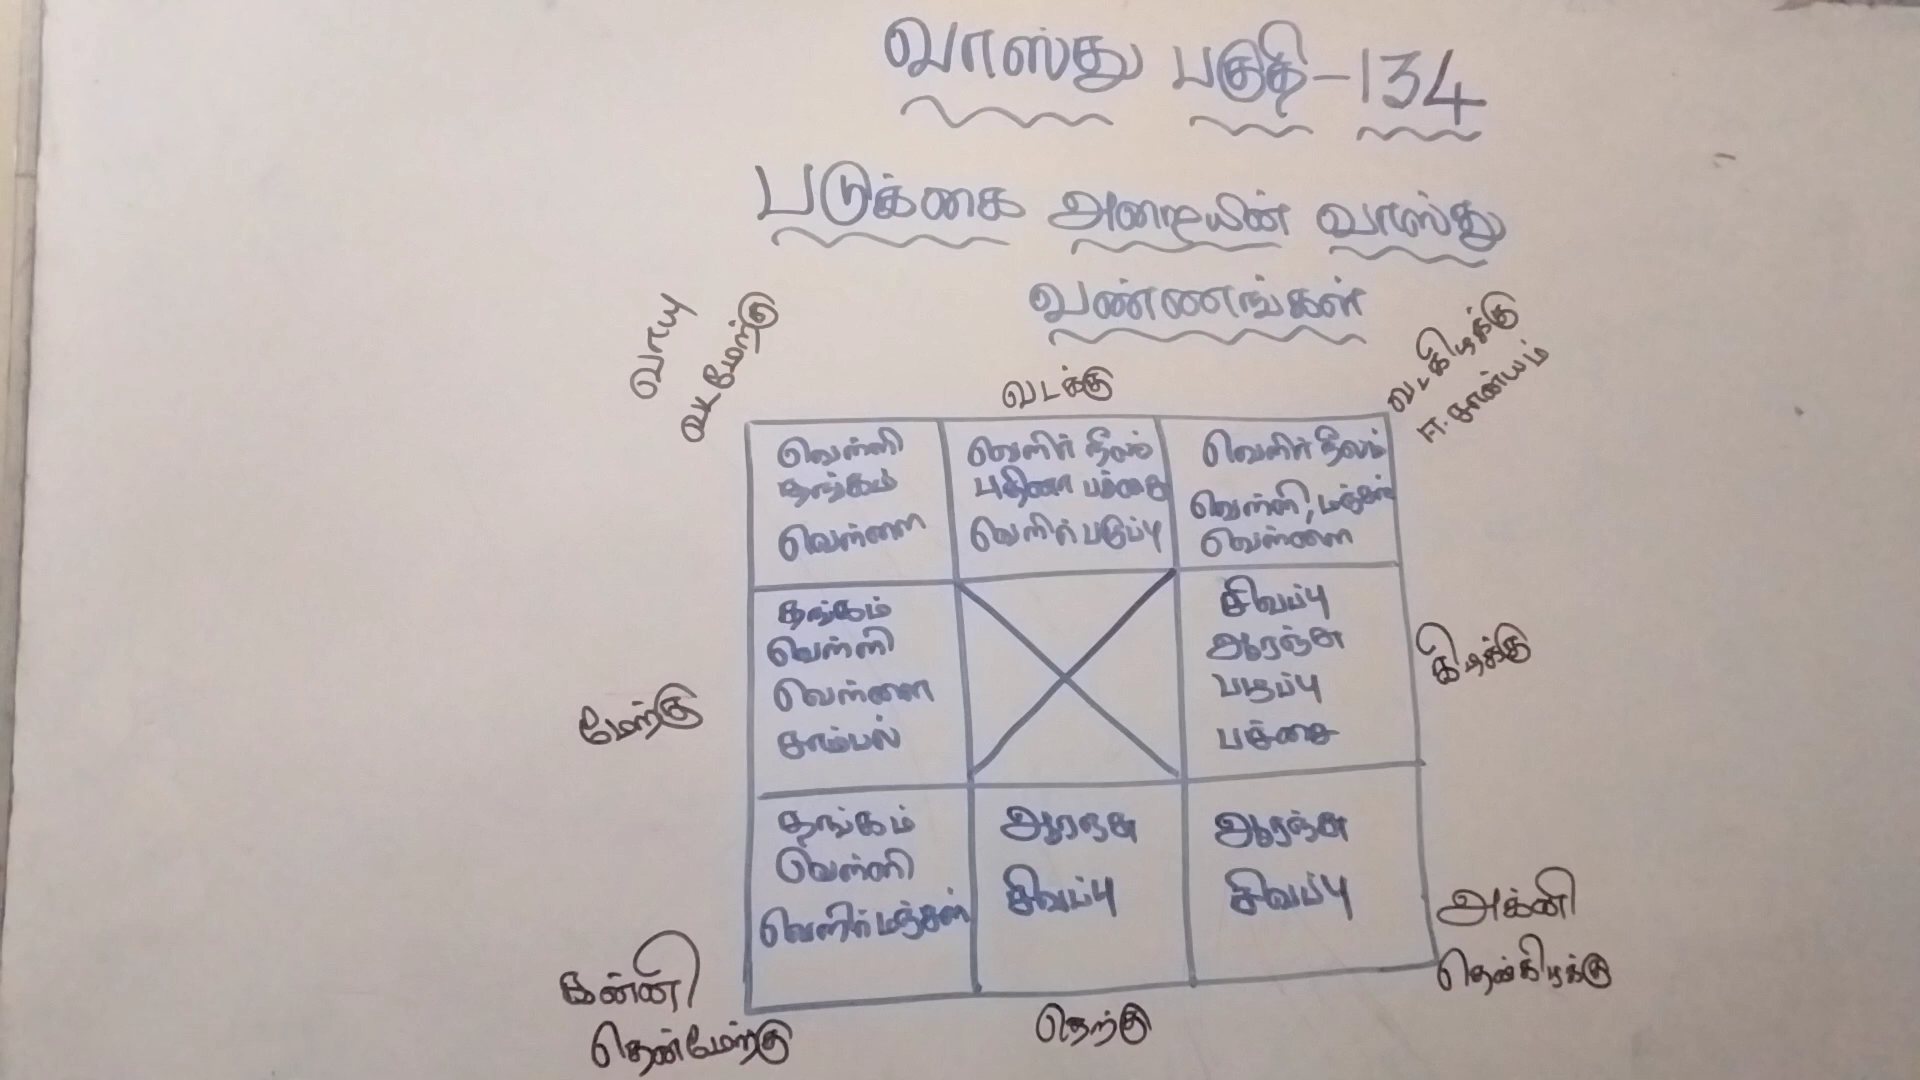 வாஸ்து பகுதி-134
படுக்கை அறையின் வாஸ்து
வண்ணங்கள்
வாயு
வடமேற்கு
வடக்கு
வடகிழக்கு
ஈசான்யம்
வெள்ளி
தங்கம்
வெள்ளை
வெளிர் நீலம்
பதினா பச்சை
வெளிர் பழுப்பு
வெளிர் நீலம்
வெள்ளி, மஞ்சள்
வெள்ளை
மேற்கு
தங்கம்
வெள்ளி
வெள்ளை
சாம்பல்
சிவப்பு
ஆரஞ்சு
பழுப்பு
பச்சை
கிழக்கு
தங்கம்
வெள்ளி
வெளிர் மஞ்சள்
ஆரஞ்சு
சிவப்பு
ஆரஞ்சு
சிவப்பு
கன்னி
தென்மேற்கு
தெற்கு
அக்னி
தென்கிழக்கு